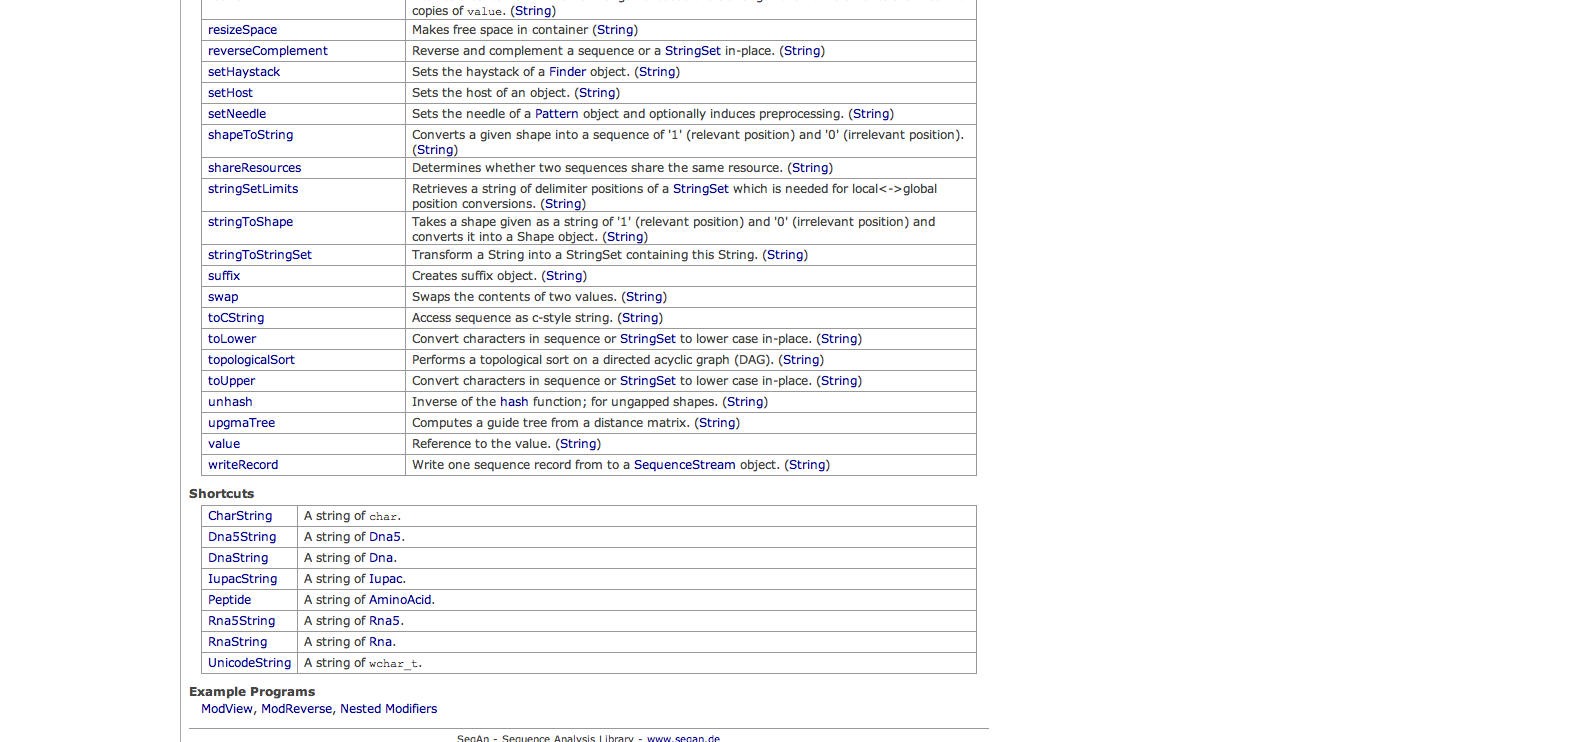 copies of value. (String)
resizeSpace Makes free space in container (String)
reverseComplement Reverse and complement a sequence or a StringSet in-place. (String)
setHaystack Sets the haystack of a Finder object. (String)
setHost Sets the host of an object. (String)
setNeedle Sets the needle of a Pattern object and optionally induces preprocessing. (String)
shapeToString Converts a given shape into a sequence of '1' (relevant position) and '0' (irrelevant position).
(String)
shareResources Determines whether two sequences share the same resource. (String)
stringSetLimits Retrieves a string of delimiter positions of a StringSet which is needed for local<->global
position conversions. (String)
stringToShape Takes a shape given as a string of '1' (relevant position) and '0' (irrelevant position) and
converts it into a Shape object. (String)
stringToStringSet Transform a String into a StringSet containing this String. (String)
suffix Creates suffix object. (String)
swap Swaps the contents of two values. (String)
toCString Access sequence as c-style string. (String)
toLower Convert characters in sequence or StringSet to lower case in-place. (String)
topologicalSort Performs a topological sort on a directed acyclic graph (DAG). (String)
toUpper Convert characters in sequence or StringSet to lower case in-place. (String)
unhash Inverse of the hash function; for ungapped shapes. (String)
upgmaTree Computes a guide tree from a distance matrix. (String)
value Reference to the value. (String)
writeRecord Write one sequence record from to a SequenceStream object. (String)
Shortcuts
CharString A string of char.
Dna5String A string of Dna5.
DnaString A string of Dna.
IupacString A string of Iupac.
Peptide A string of AminoAcid.
Rna5String A string of Rna5.
RnaString A string of Rna.
UnicodeString A string of wchar_t.
Example Programs
ModView, ModReverse, Nested Modifiers
SeqAn - Sequence Analysis Library - www.seqan.de